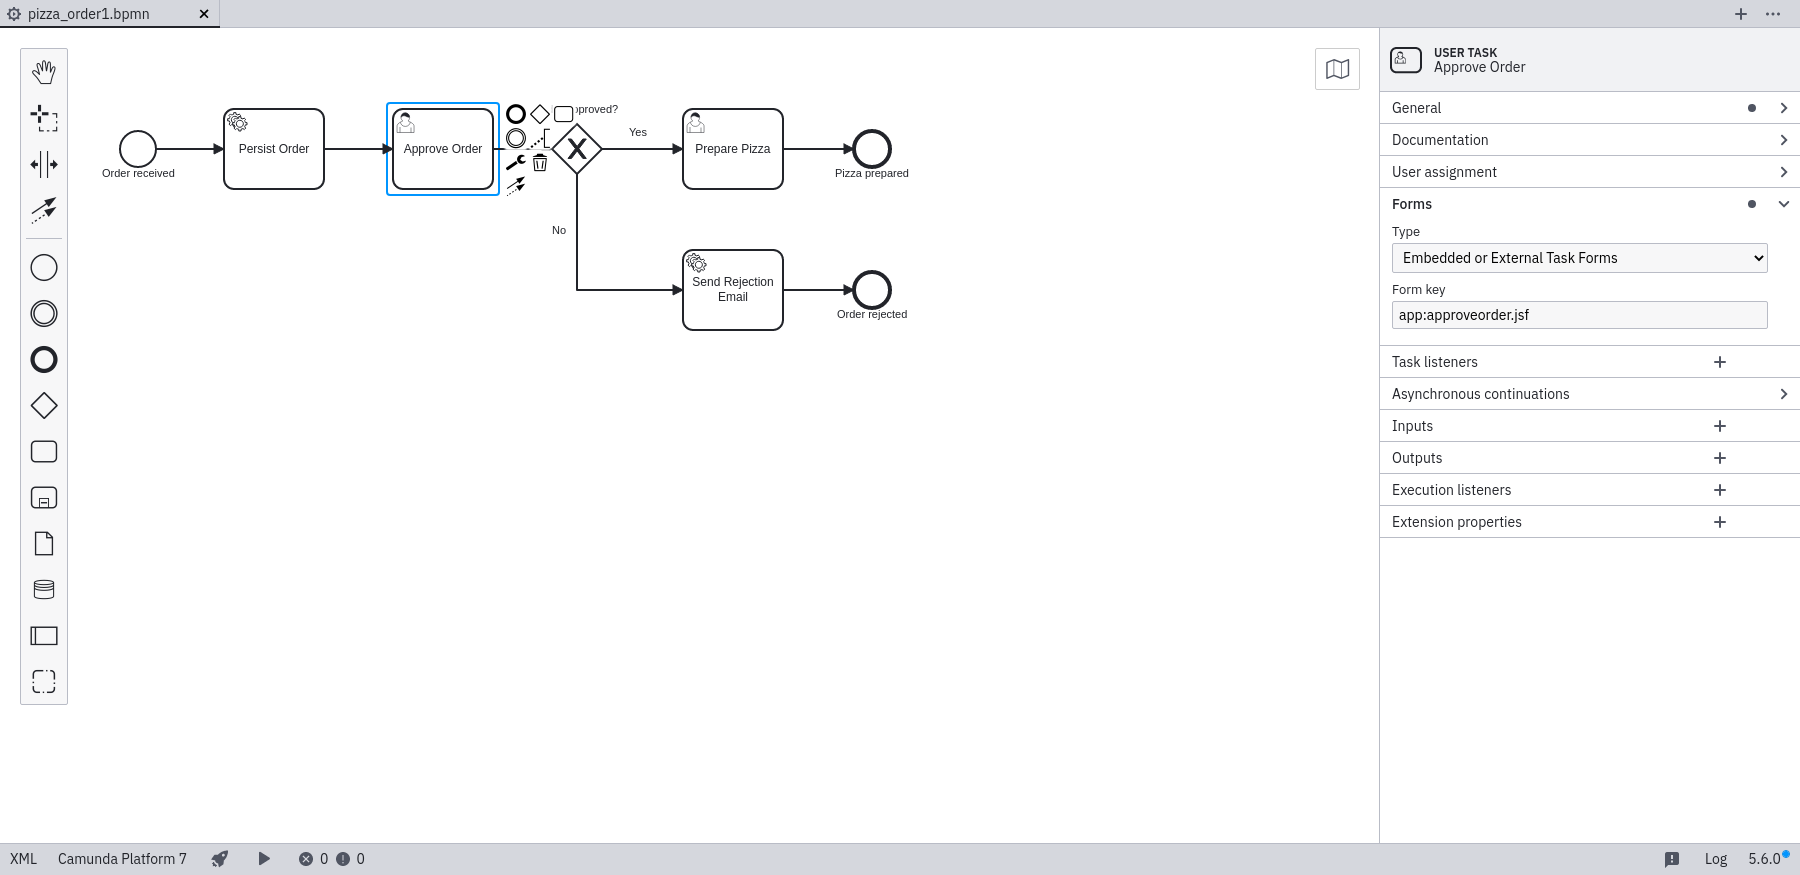 pizza_order1.bpmn
USER TASK
Approve Order
General
Documentation
User assignment
Forms
Type
Embedded or External Task Forms
Form key
app:approveorder.jsf
Task listeners
Asynchronous continuations
Inputs
Outputs
Execution listeners
Extension properties
Order received
Persist Order
Approve Order
proved?
Yes
No
Prepare Pizza
Pizza prepared
Send Rejection
Email
Order rejected
XML
Camunda Platform 7
0
0
Log
5.6.0